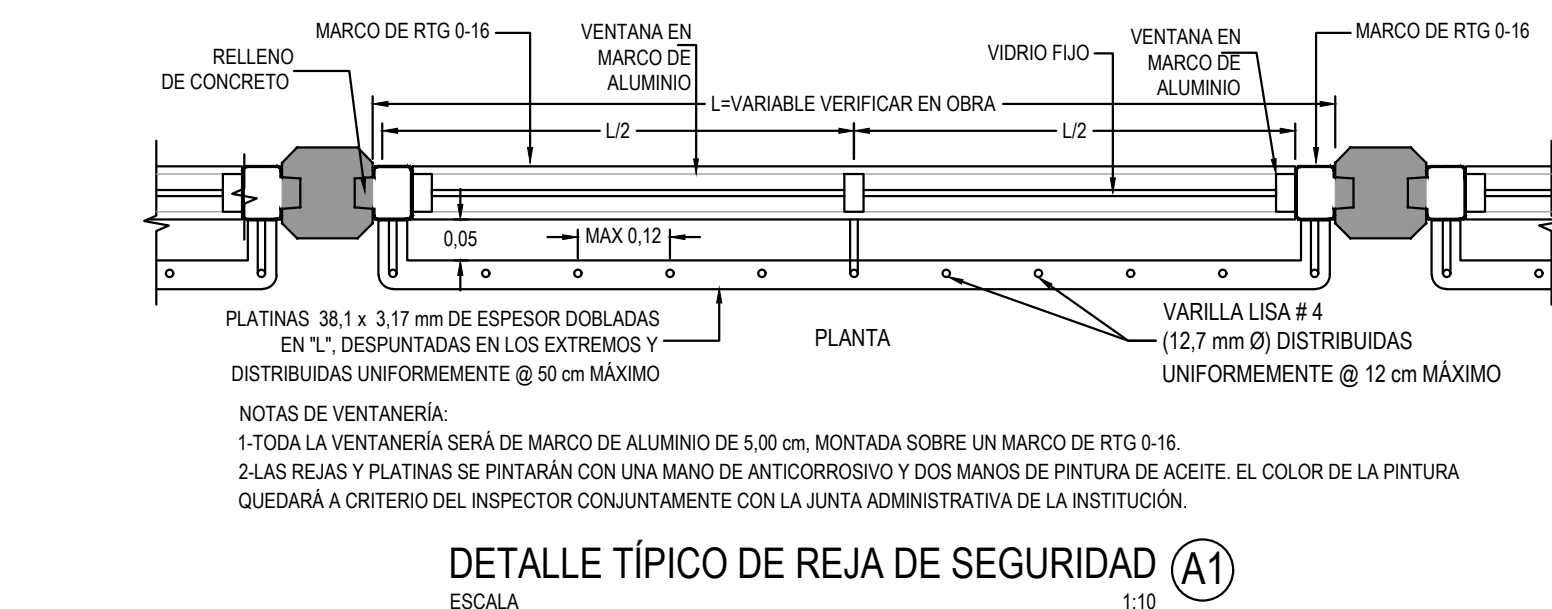 MARCO DE RTG 0-16
VENTANA EN
MARCO DE
ALUMINIO
RELLENO
DE CONCRETO
VIDRIO FIJO
VENTANA EN
MARCO DE
ALUMINIO
MARCO DE RTG 0-16
L=VARIABLE VERIFICAR EN OBRA
L/2
L/2
0,05
MAX 0,12
PLATINAS 38,1 x 3,17 mm DE ESPESOR DOBLADAS
EN "L", DESPUNTADAS EN LOS EXTREMOS Y
DISTRIBUIDAS UNIFORMEMENTE @ 50 cm MÁXIMO
PLANTA
VARILLA LISA # 4
(12,7 mm Ø) DISTRIBUIDAS
UNIFORMEMENTE @ 12 cm MÁXIMO
NOTAS DE VENTANERÍA:
1-TODA LA VENTANERÍA SERÁ DE MARCO DE ALUMINIO DE 5,00 cm, MONTADA SOBRE UN MARCO DE RTG 0-16.
2-LAS REJAS Y PLATINAS SE PINTARÁN CON UNA MANO DE ANTICORROSIVO Y DOS MANOS DE PINTURA DE ACEITE. EL COLOR DE LA PINTURA
QUEDARÁ A CRITERIO DEL INSPECTOR CONJUNTAMENTE CON LA JUNTA ADMINISTRATIVA DE LA INSTITUCIÓN.
DETALLE TÍPICO DE REJA DE SEGURIDAD A1
ESCALA 1:10